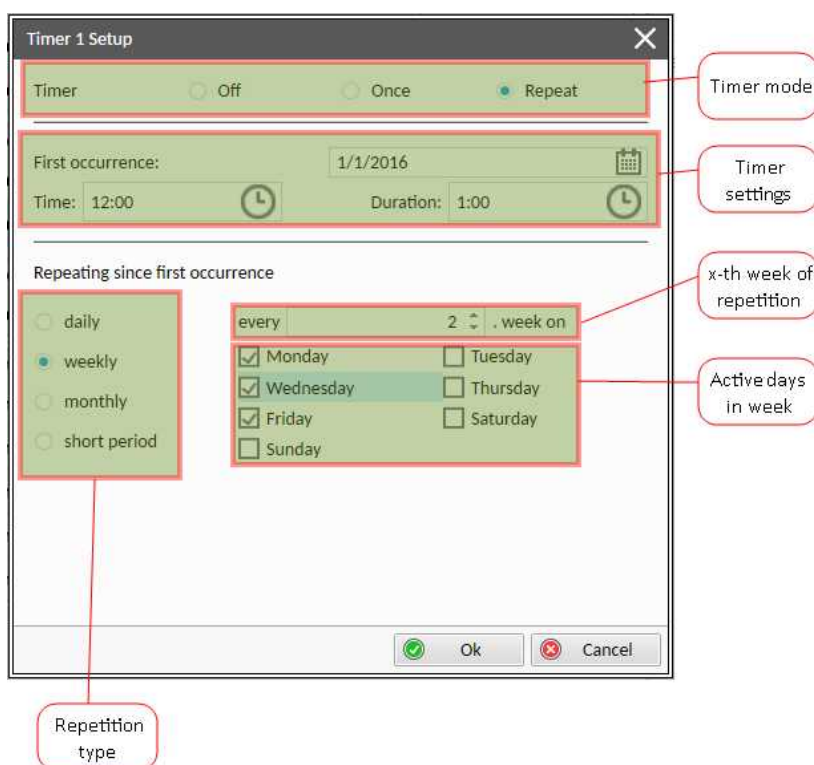 Timer 1 Setup
Timer Off Once Repeat
Timer mode
First occurrence: 1/1/2016
Time: 12:00 Duration: 1:00
Timer
settings
Repeating since first occurrence
x-th week of
repetition
daily
weekly
monthly
short period
every 2 . week on
Monday Tuesday
Wednesday Thursday
Friday Saturday
Sunday
Active days
in week
Ok Cancel
Repetition
type